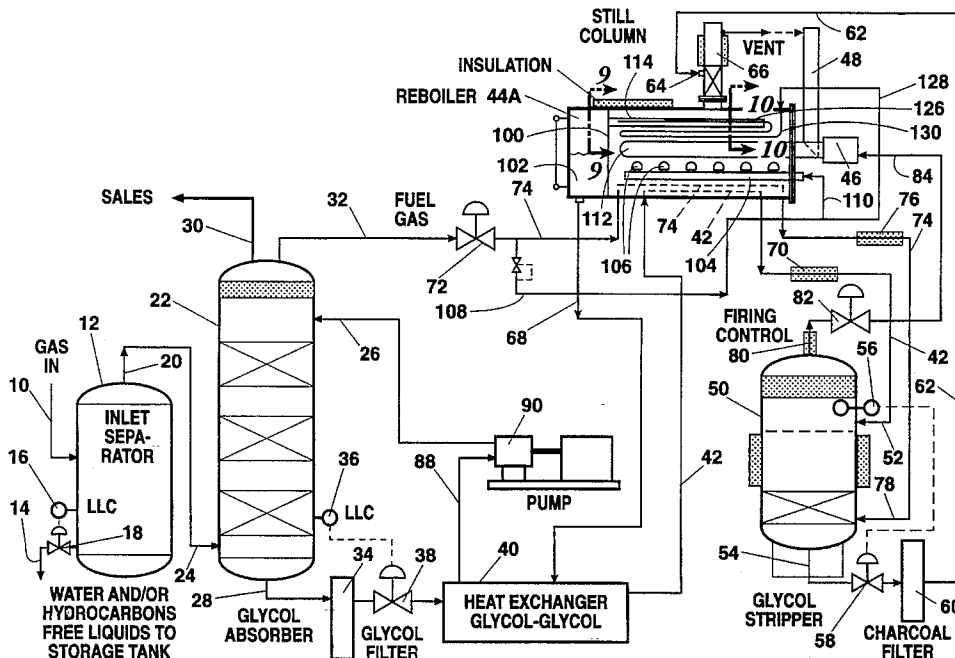 STILL
COLUMN
62
VENT
66
48
64
INSULATION
9
114
128
REBOILER 44A
10
126
100
130
102
9
10
46
84
112
74
42
110
76
74
SALES
30
32
FUEL
GAS
74
106
104
70
72
108
68
22
82
FIRING
CONTROL
80
42
12
20
26
GAS
IN
10
50
56
62
INLET
SEPA-
RATOR
90
52
16
LLC
36
LLC
88
42
PUMP
78
14
18
24
34
38
40
54
28
HEAT EXCHANGER
GLYCOL-GLYCOL
60
WATER AND/OR
HYDROCARBONS
FREE LIQUIDS TO
STORAGE TANK
GLYCOL
ABSORBER
GLYCOL
FILTER
GLYCOL
STRIPPER
58
CHARCOAL
FILTER